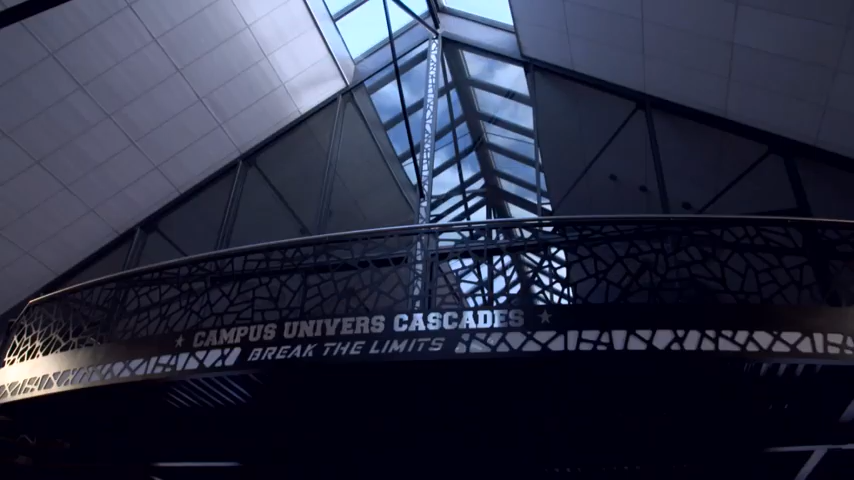 ★ CAMPUS UNIVERS CASCADES ★
BREAK THE LIMITS